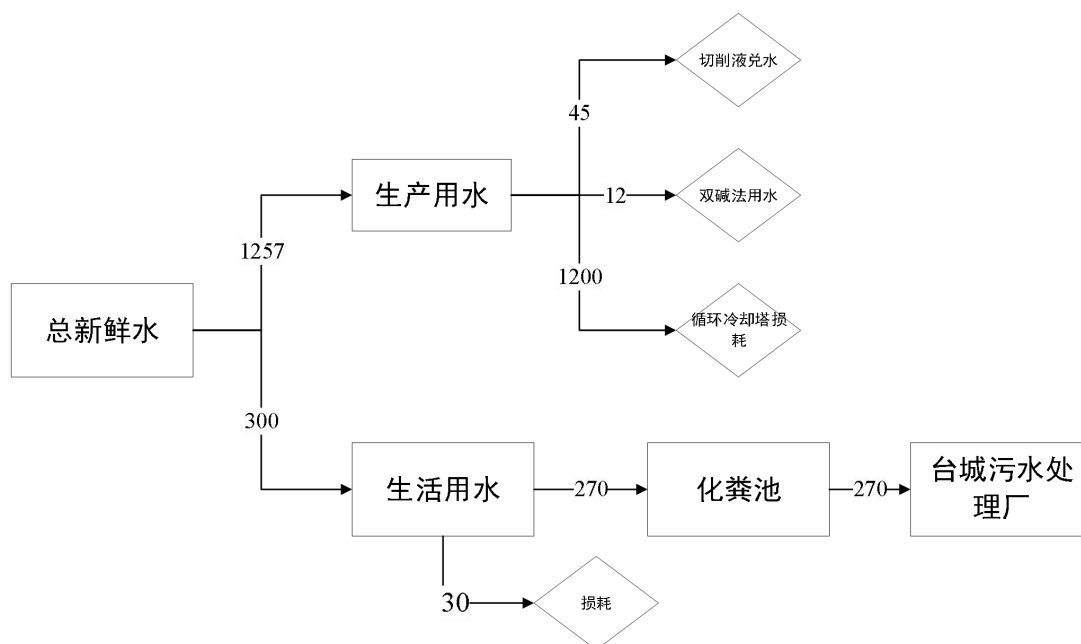 切削液兑水
45
生产用水
12
双碱法用水
1257
1200
总新鲜水
循环冷却塔损
耗
300
生活用水
270
化粪池
270
台城污水处
理厂
30
损耗